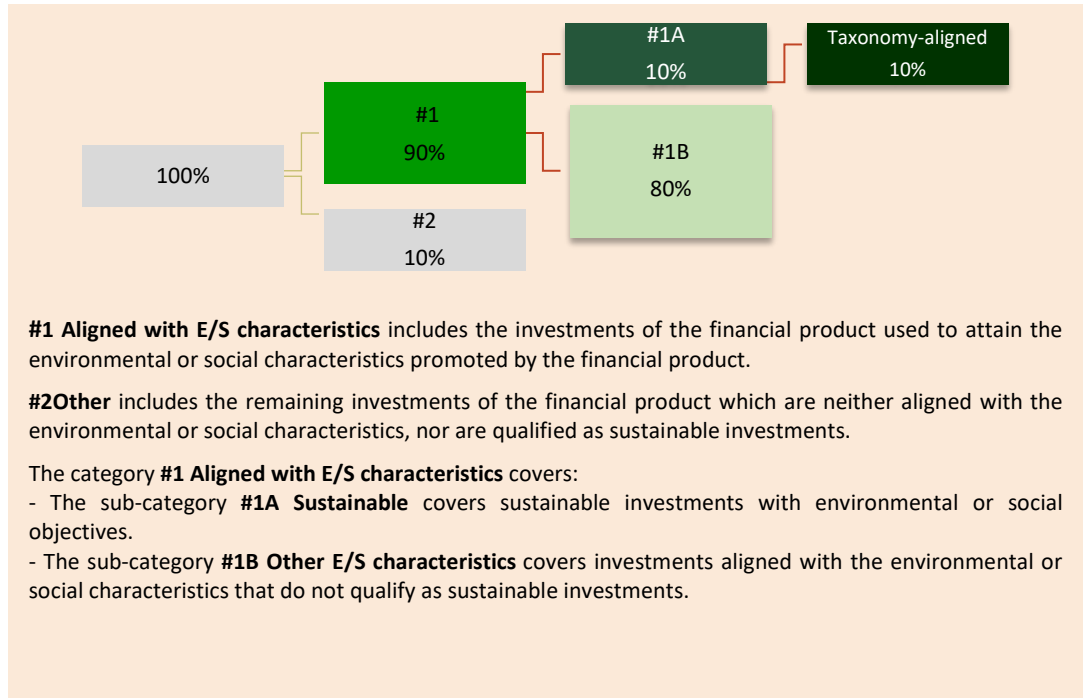 #1A
10%
Taxonomy-aligned
10%
#1
90%
#1B
80%
100%
#2
10%
#1 Aligned with E/S characteristics includes the investments of the financial product used to attain the
environmental or social characteristics promoted by the financial product.
#2Other includes the remaining investments of the financial product which are neither aligned with the
environmental or social characteristics, nor are qualified as sustainable investments.
The category #1 Aligned with E/S characteristics covers:
- The sub-category #1A Sustainable covers sustainable investments with environmental or social
objectives.
- The sub-category #1B Other E/S characteristics covers investments aligned with the environmental or
social characteristics that do not qualify as sustainable investments.